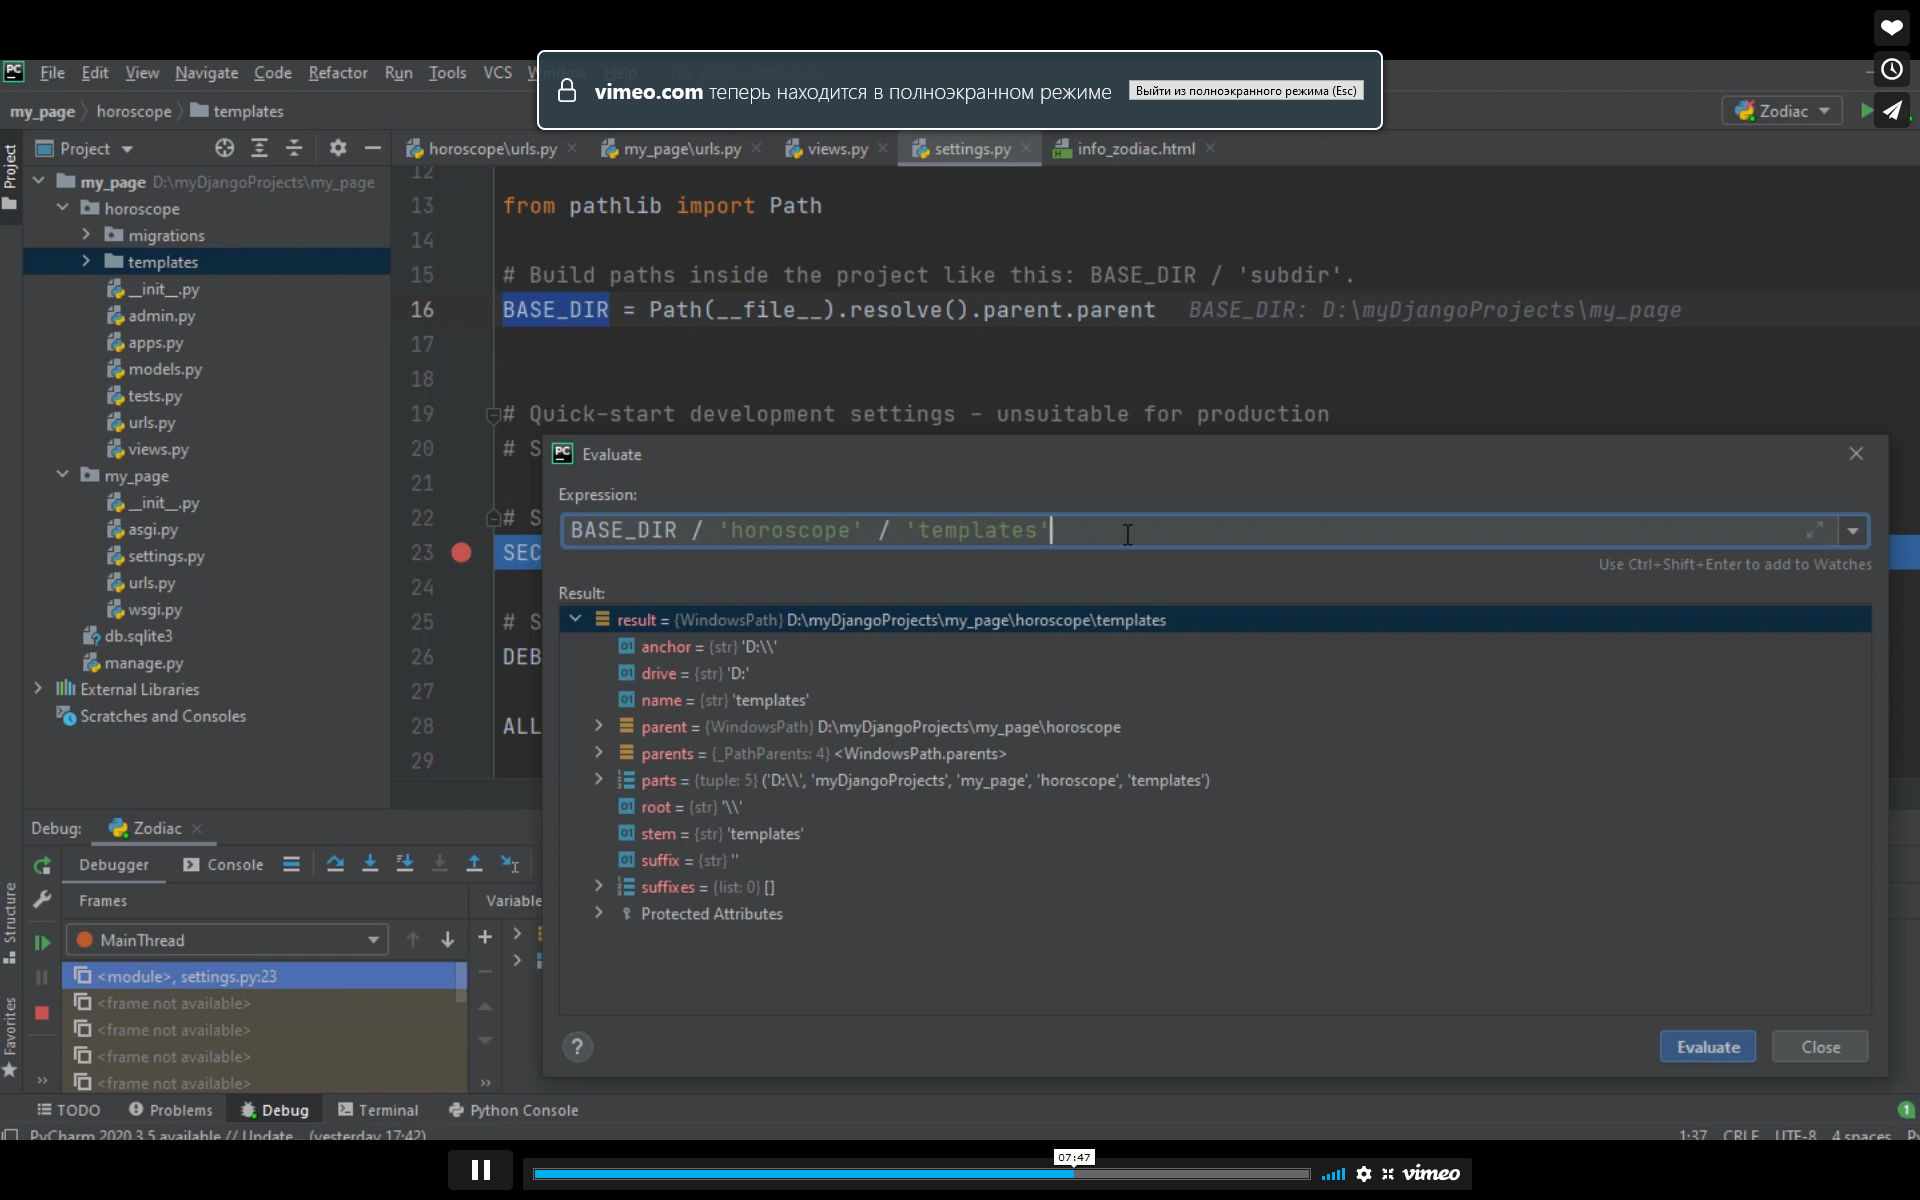 File Edit View Navigate Code Refactor Run Tools VCS
vimeo.com теперь находится в полноэкранном режиме
Выйти из полноэкранного режима (Esc)
my_page horoscope templates
Zodiac
Project
Project
horoscope\urls.py
my_page\urls.py
views.py
settings.py
info_zodiac.html
my_page D:\myDjangoProjects\my_page
horoscope
migrations
templates
__init__.py
admin.py
apps.py
models.py
tests.py
urls.py
views.py
my_page
__init__.py
asgi.py
settings.py
urls.py
wsgi.py
db.sqlite3
manage.py
External Libraries
Scratches and Consoles
12
13 from pathlib import Path
14
15 # Build paths inside the project like this: BASE_DIR / 'subdir'.
16 BASE_DIR = Path(__file__).resolve().parent.parent BASE_DIR: D:\myDjangoProjects\my_page
17
18
19 # Quick-start development settings - unsuitable for production
20 # S
21
22 # S
23 SEC
24
25 # S
26 DEB
27
28 ALL
29
PC Evaluate
Expression:
BASE_DIR / 'horoscope' / 'templates'
Use Ctrl+Shift+Enter to add to Watches
Result:
result = {WindowsPath} D:\myDjangoProjects\my_page\horoscope\templates
anchor = {str} 'D:\\'
drive = {str} 'D:'
name = {str} 'templates'
parent = {WindowsPath} D:\myDjangoProjects\my_page\horoscope
parents = {_PathParents: 4} <WindowsPath.parents>
parts = {tuple: 5} ('D:\\', 'myDjangoProjects', 'my_page', 'horoscope', 'templates')
root = {str} '\\'
stem = {str} 'templates'
suffix = {str} ''
suffixes = {list: 0} []
Protected Attributes
? Evaluate Close
Debug: Zodiac
Debugger Console
Frames
Variable
MainThread
<module>, settings.py:23
<frame not available>
<frame not available>
<frame not available>
<frame not available>
Structure
Favorites
TODO Problems Debug Terminal Python Console
1
PyCharm 2020.3.5 available // Update... (yesterday 17:42)
1:37 CRLF UTF-8 4 spaces
07:47
vimeo